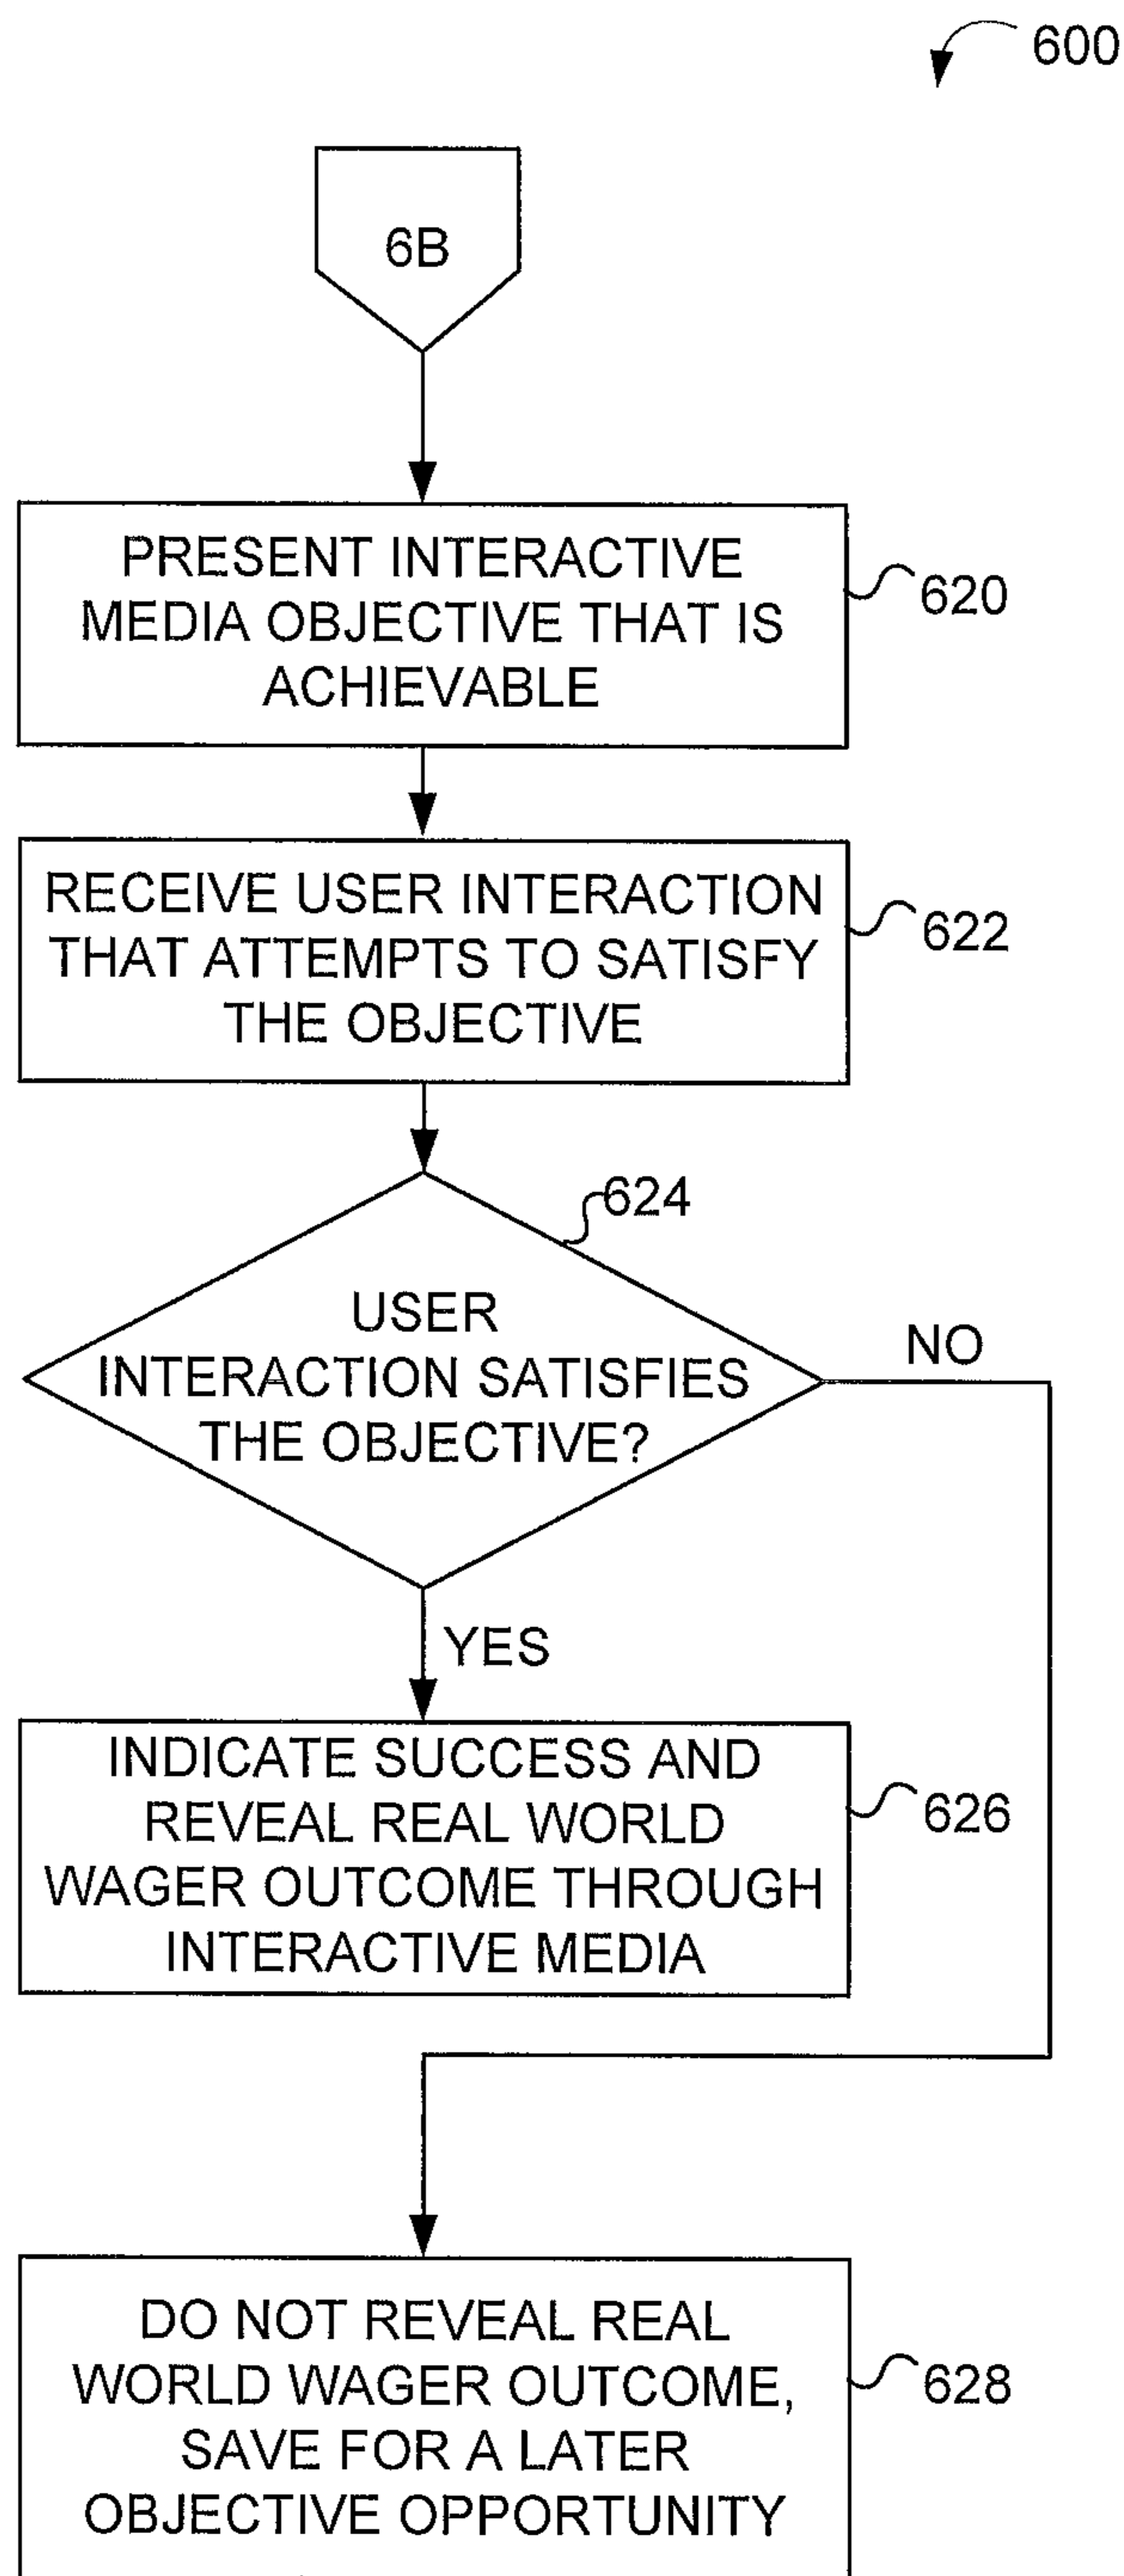 600
6B
PRESENT INTERACTIVE
MEDIA OBJECTIVE THAT IS
ACHIEVABLE
620
RECEIVE USER INTERACTION
THAT ATTEMPTS TO SATISFY
THE OBJECTIVE
622
624
USER
INTERACTION SATISFIES
THE OBJECTIVE?
NO
YES
INDICATE SUCCESS AND
REVEAL REAL WORLD
WAGER OUTCOME THROUGH
INTERACTIVE MEDIA
626
DO NOT REVEAL REAL
WORLD WAGER OUTCOME,
SAVE FOR A LATER
OBJECTIVE OPPORTUNITY
628